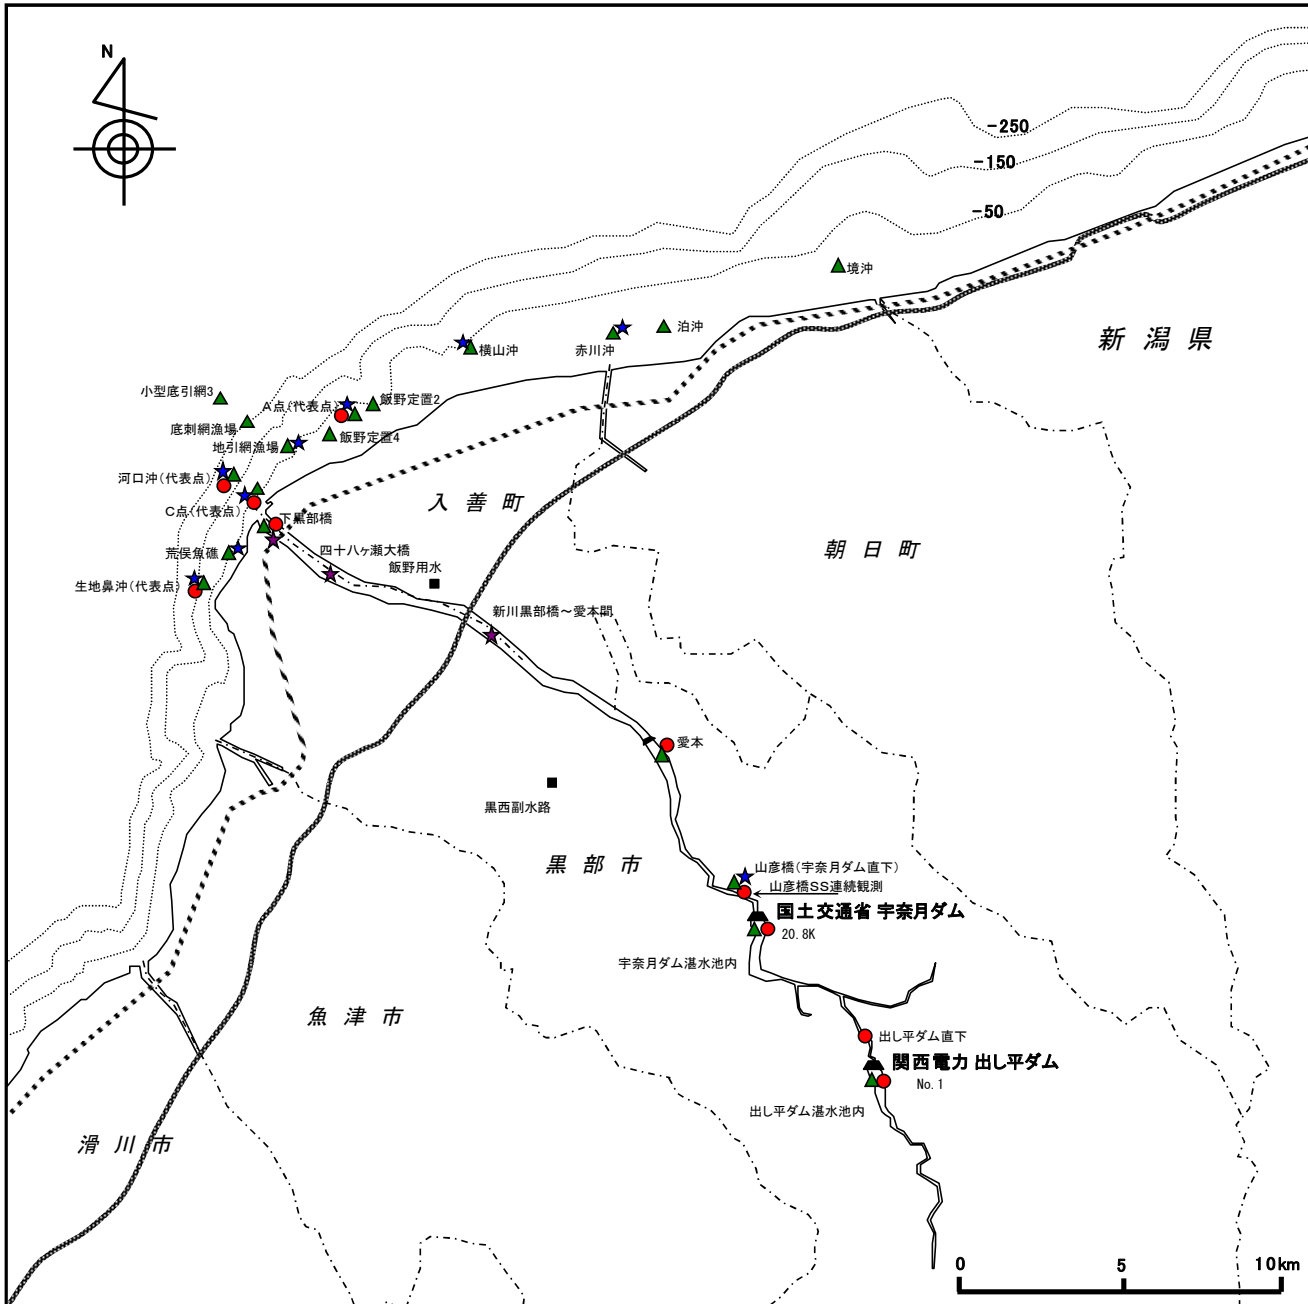 N
-250
-150
-50
境沖
新潟県
泊沖
赤川沖
横山沖
小型底引網3
A点(代表点)
飯野定置2
底刺網漁場
飯野定置4
地引網漁場
河口沖(代表点)
入善町
C点(代表点)
下黒部橋
朝日町
荒俣魚礁
四十八ヶ瀬大橋
飯野用水
生地鼻沖(代表点)
新川黒部橋～愛本間
愛本
黒西副水路
黒部市
山彦橋(宇奈月ダム直下)
山彦橋SS連続観測
国土交通省 宇奈月ダム
20.8K
宇奈月ダム湛水池内
魚津市
出し平ダム直下
関西電力 出し平ダム
No.1
出し平ダム湛水池内
滑川市
0 5 10km